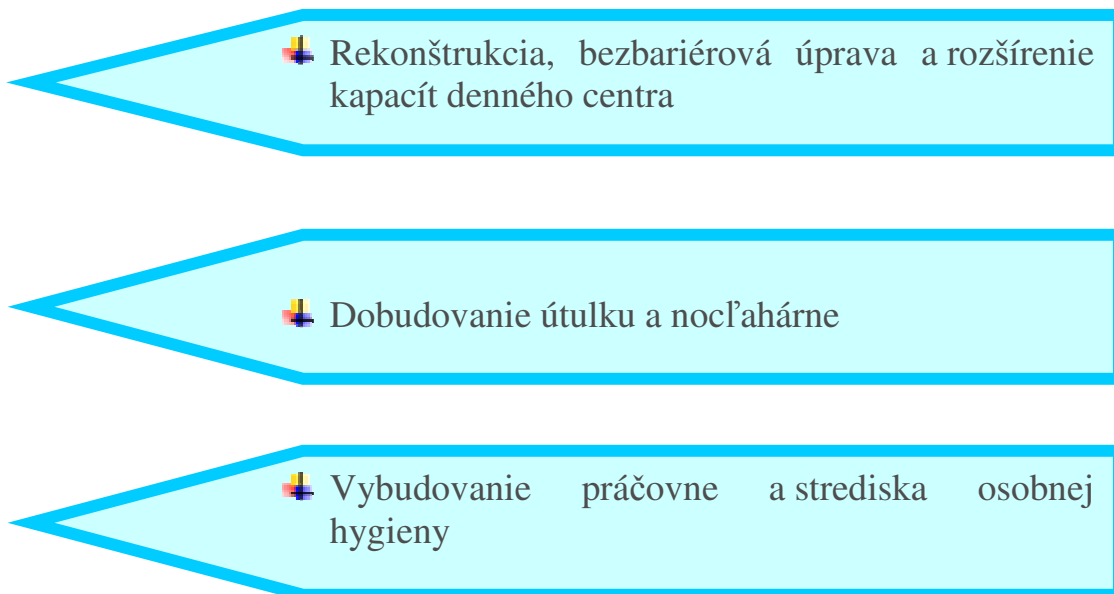 Rekonštrukcia, bezbariérová úprava a rozšírenie
kapacít denného centra
Dobudovanie útulku a nocľahárne
Vybudovanie práčovne a strediska osobnej
hygieny